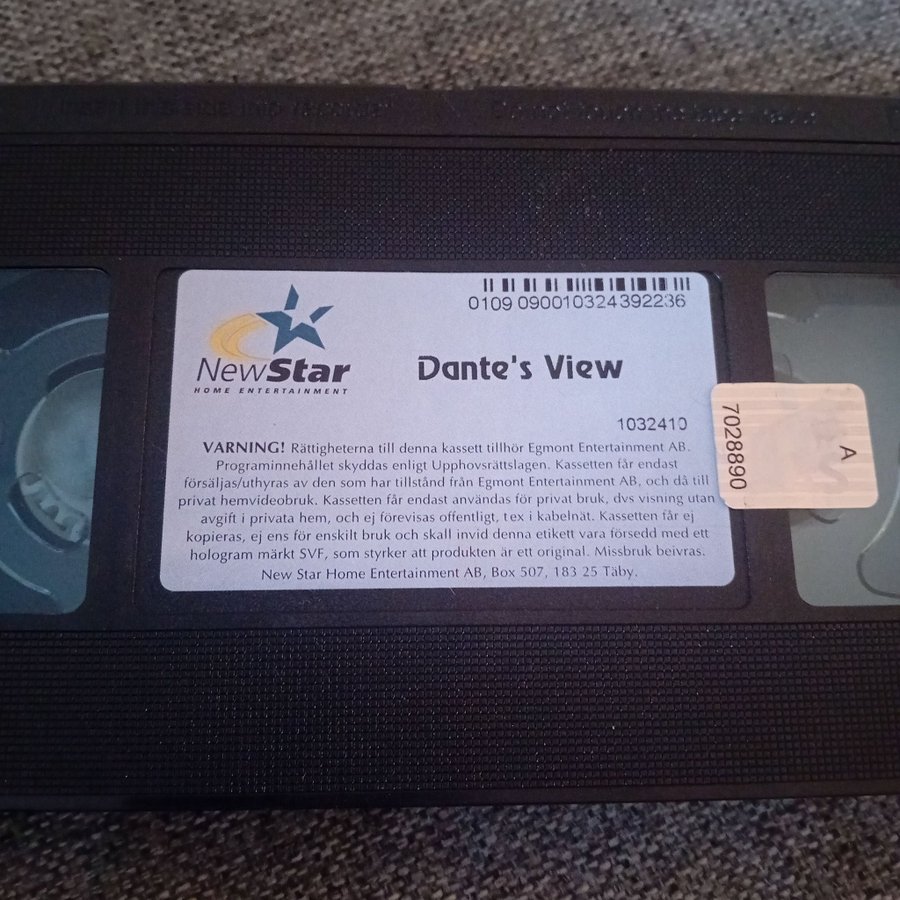 0109 090010324392236
NewStar
HOME ENTERTAINMENT
Dante's View
1032410
VARNING! Rättigheterna till denna kassett tillhör Egmont Entertainment AB.
Programinnehållet skyddas enligt Upphovsrättslagen. Kassetten får endast
försäljas/uthyras av den som har tillstånd från Egmont Entertainment AB, och då till
privat hemvideobruk. Kassetten får endast användas för privat bruk, dvs visning utan
avgift i privata hem, och ej förevisas offentligt, t ex i kabelnät. Kassetten får ej
kopieras, ej ens för enskilt bruk och skall invid denna etikett vara försedd med ett
hologram märkt SVF, som styrker att produkten är ett original. Missbruk beivras.
New Star Home Entertainment AB, Box 507, 183 25 Täby.
7028890
A